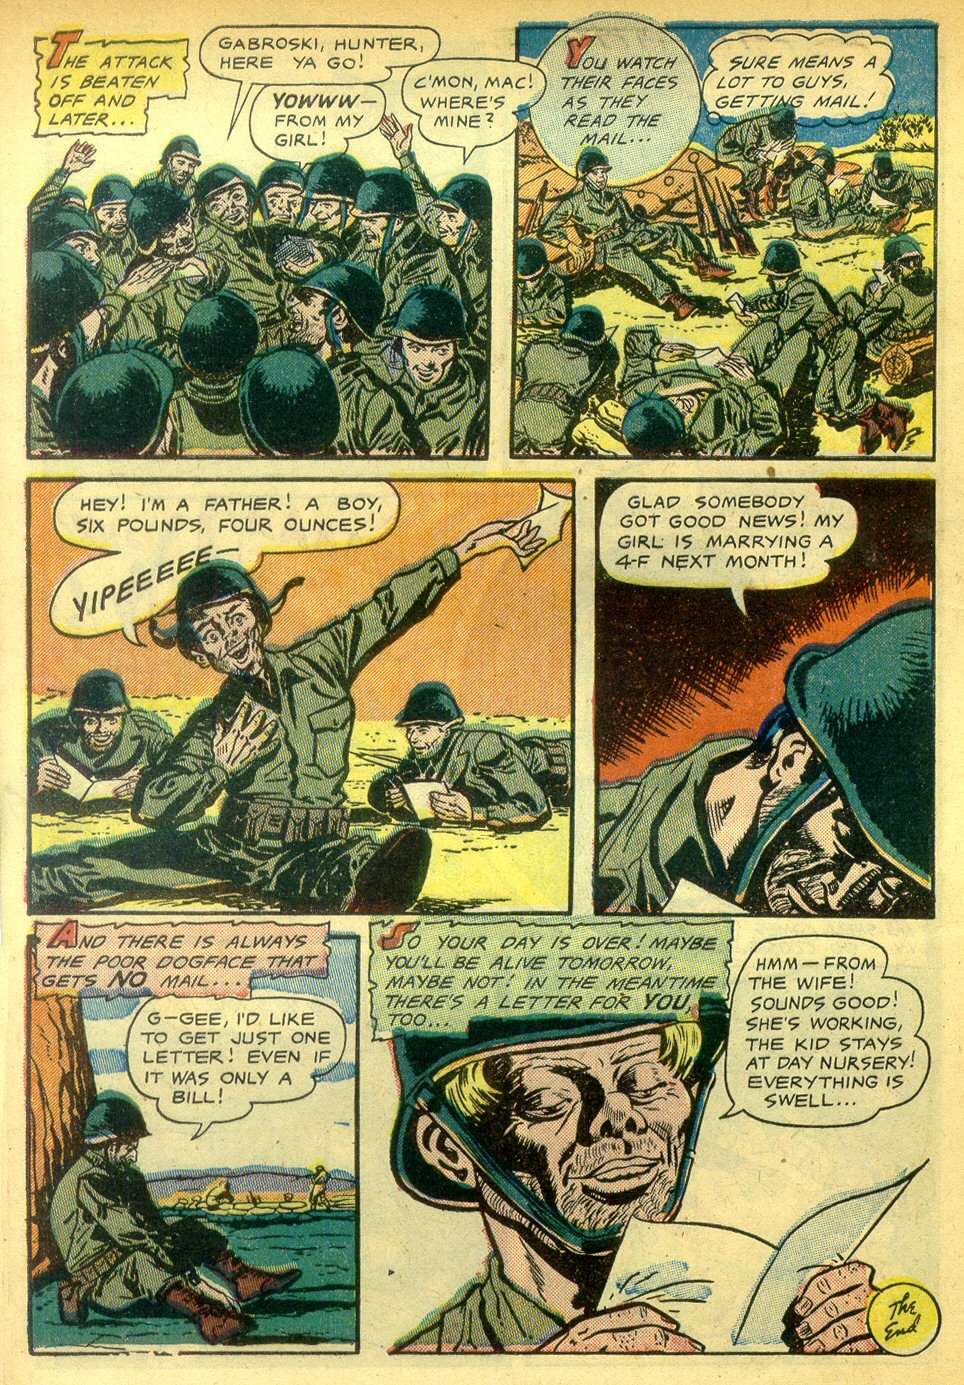 THE ATTACK
IS BEATEN
OFF AND
LATER...
GABROSKI, HUNTER,
HERE YA GO!
YOWWW—
FROM MY
GIRL!
C'MON, MAC!
WHERE'S
MINE?
YOU WATCH
THEIR FACES
AS THEY
READ THE
MAIL...
SURE MEANS A
LOT TO GUYS,
GETTING MAIL!
HEY! I'M A FATHER! A BOY,
SIX POUNDS, FOUR OUNCES!
YIPEEEEE—
GLAD SOMEBODY
GOT GOOD NEWS! MY
GIRL IS MARRYING A
4-F NEXT MONTH!
AND THERE IS ALWAYS
THE POOR DOGFACE THAT
GETS NO MAIL...
G-GEE, I'D LIKE
TO GET JUST ONE
LETTER! EVEN IF
IT WAS ONLY A
BILL!
SO YOUR DAY IS OVER! MAYBE
YOU'LL BE ALIVE TOMORROW,
MAYBE NOT! IN THE MEANTIME
THERE'S A LETTER FOR YOU
TOO...
HMM—FROM
THE WIFE!
SOUNDS GOOD!
SHE'S WORKING,
THE KID STAYS
AT DAY NURSERY!
EVERYTHING IS
SWELL...
The
End